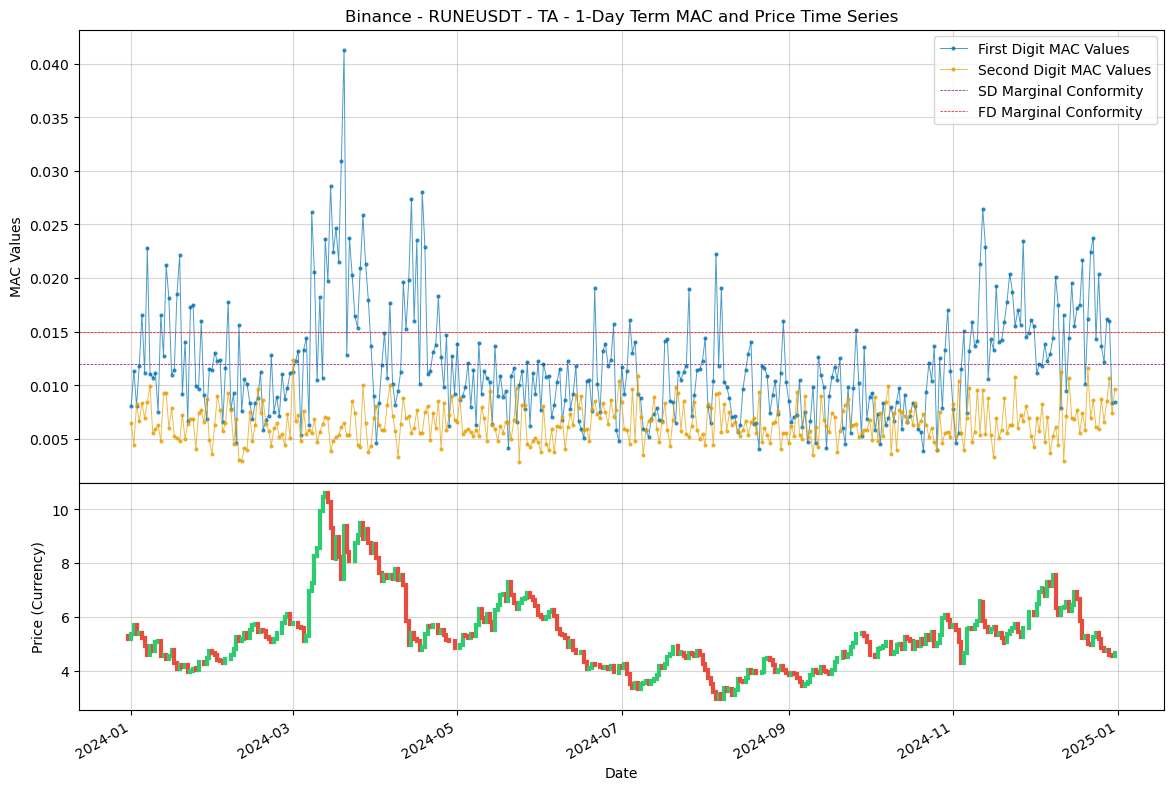 Binance - RUNEUSDT - TA - 1-Day Term MAC and Price Time Series
First Digit MAC Values
Second Digit MAC Values
SD Marginal Conformity
FD Marginal Conformity
MAC Values
0.040
0.035
0.030
0.025
0.020
0.015
0.010
0.005
Price (Currency)
10
8
6
4
2024-01
2024-03
2024-05
2024-07
2024-09
2024-11
2025-01
Date